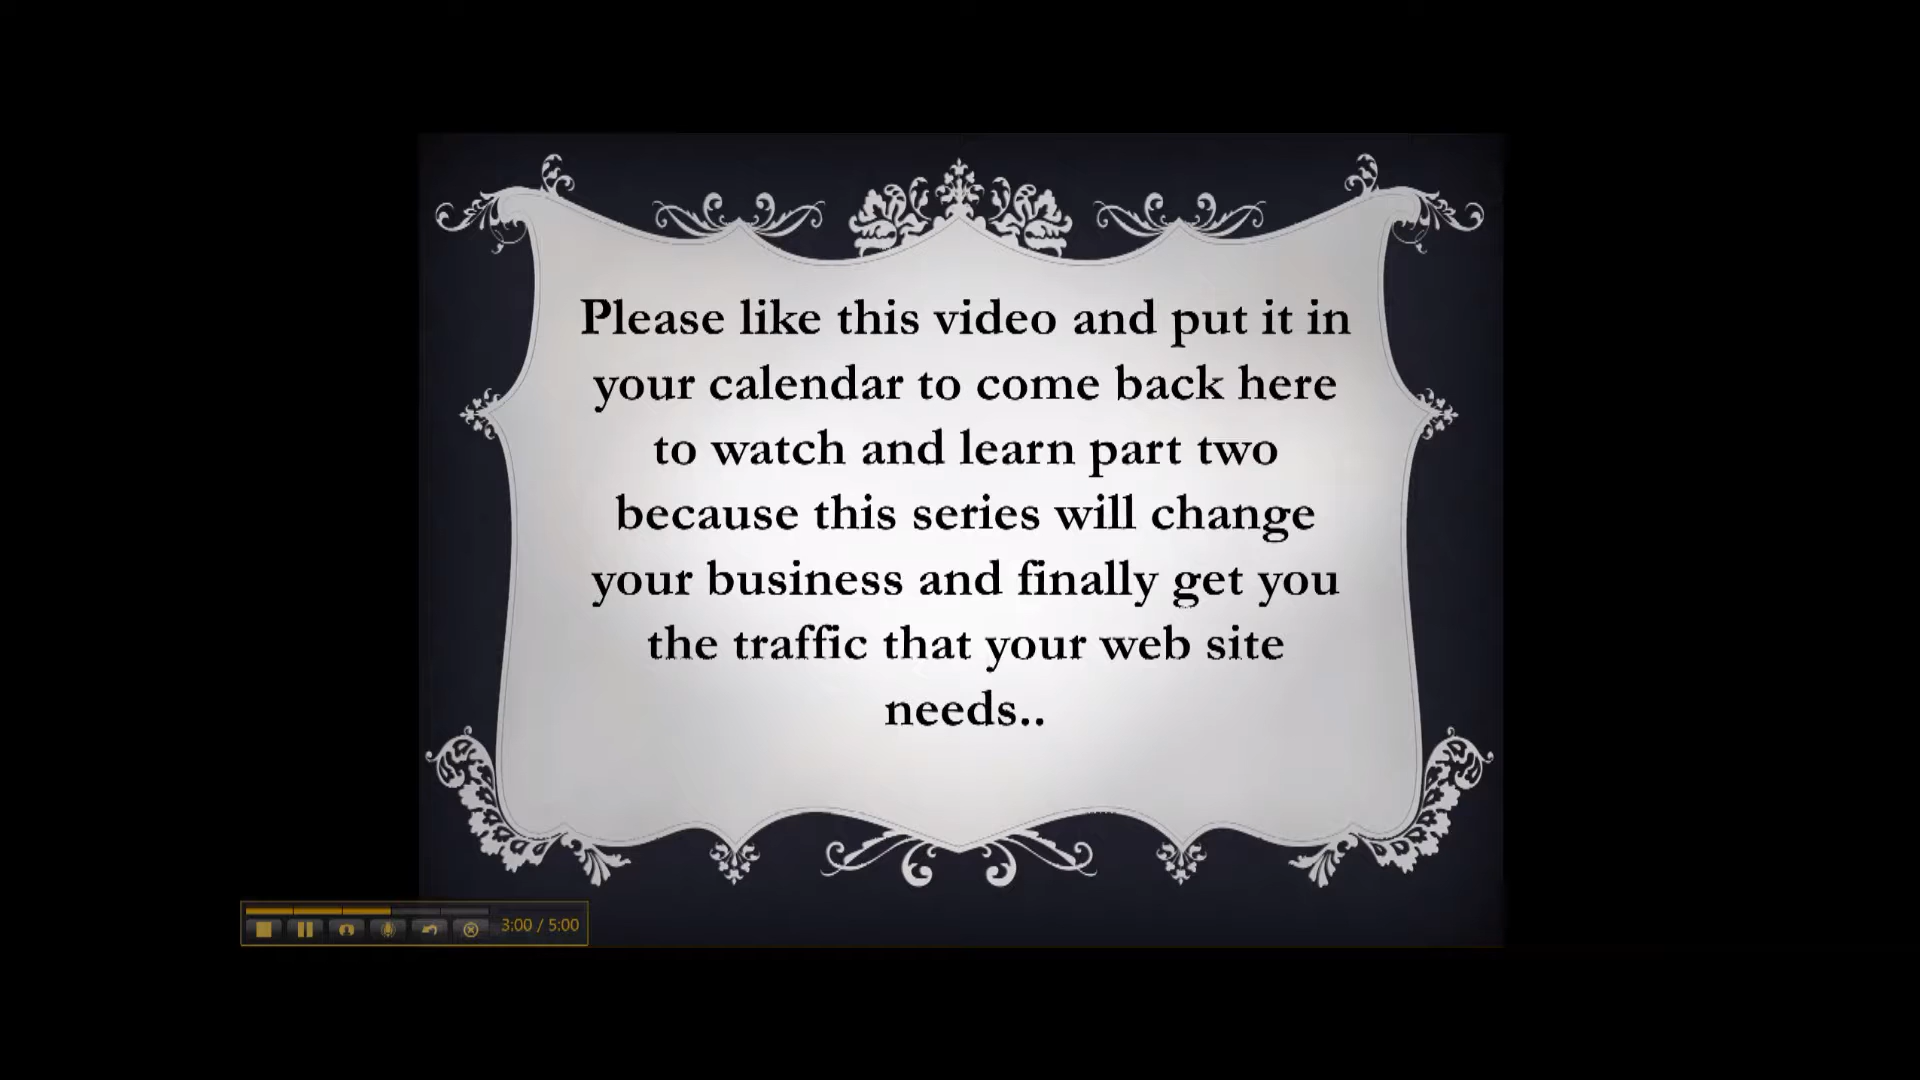 Please like this video and put it in
your calendar to come back here
to watch and learn part two
because this series will change
your business and finally get you
the traffic that your web site
needs..
3:00 / 5:00